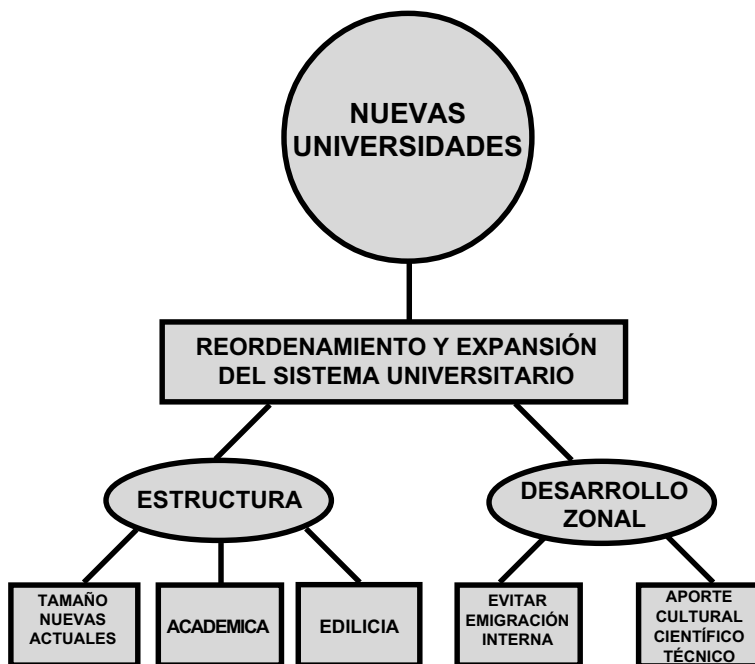 NUEVAS
UNIVERSIDADES
REORDENAMIENTO Y EXPANSIÓN
DEL SISTEMA UNIVERSITARIO
ESTRUCTURA
DESARROLLO
ZONAL
TAMAÑO
NUEVAS
ACTUALES
ACADEMICA
EDILICIA
EVITAR
EMIGRACIÓN
INTERNA
APORTE
CULTURAL
CIENTÍFICO
TÉCNICO